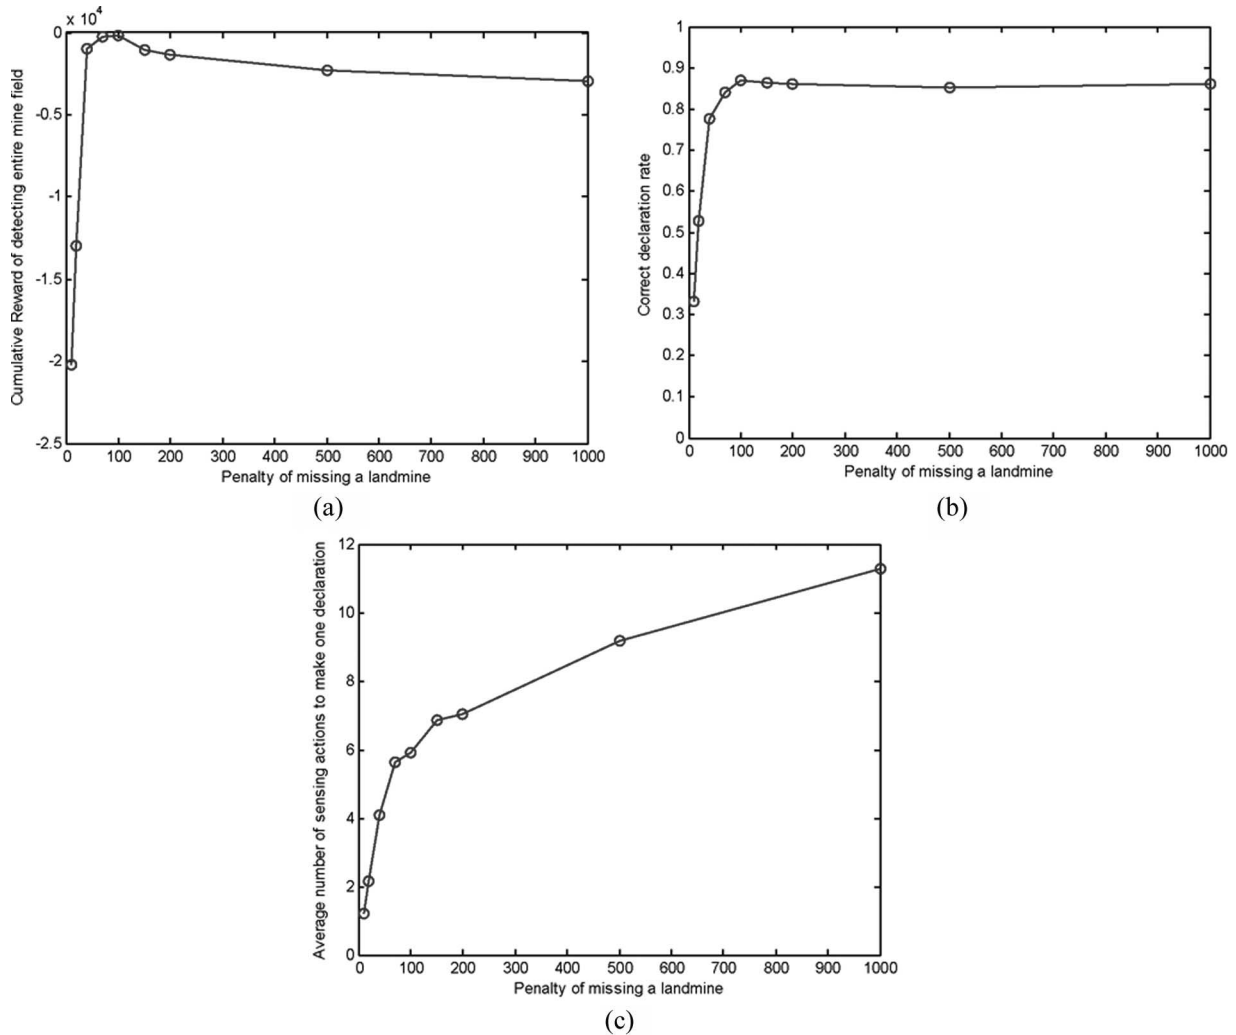 x 10^4
0
-0.5
-1
-1.5
-2
-2.5
Cumulative Reward of detecting entire mine field
0 100 200 300 400 500 600 700 800 900 1000
Penalty of missing a landmine
(a)
1
0.9
0.8
0.7
0.6
0.5
0.4
0.3
0.2
0.1
0
Correct declaration rate
0 100 200 300 400 500 600 700 800 900 1000
Penalty of missing a landmine
(b)
12
10
8
6
4
2
0
Average number of sensing actions to make one declaration
0 100 200 300 400 500 600 700 800 900 1000
Penalty of missing a landmine
(c)